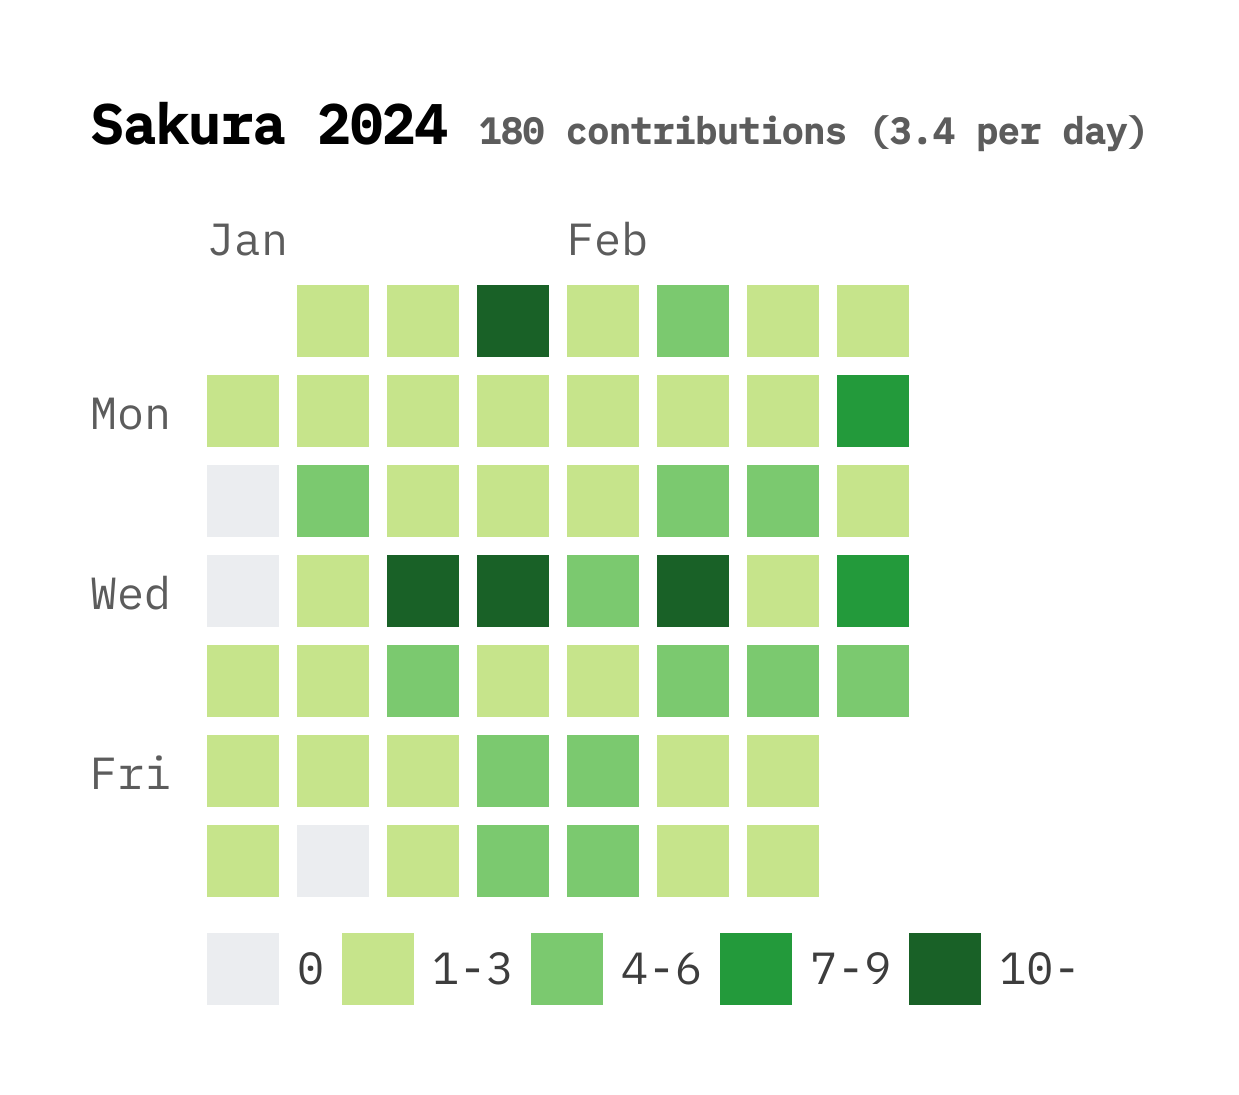 Sakura 2024 180 contributions (3.4 per day)
Jan Feb
Mon
Wed
Fri
0 1-3 4-6 7-9 10-